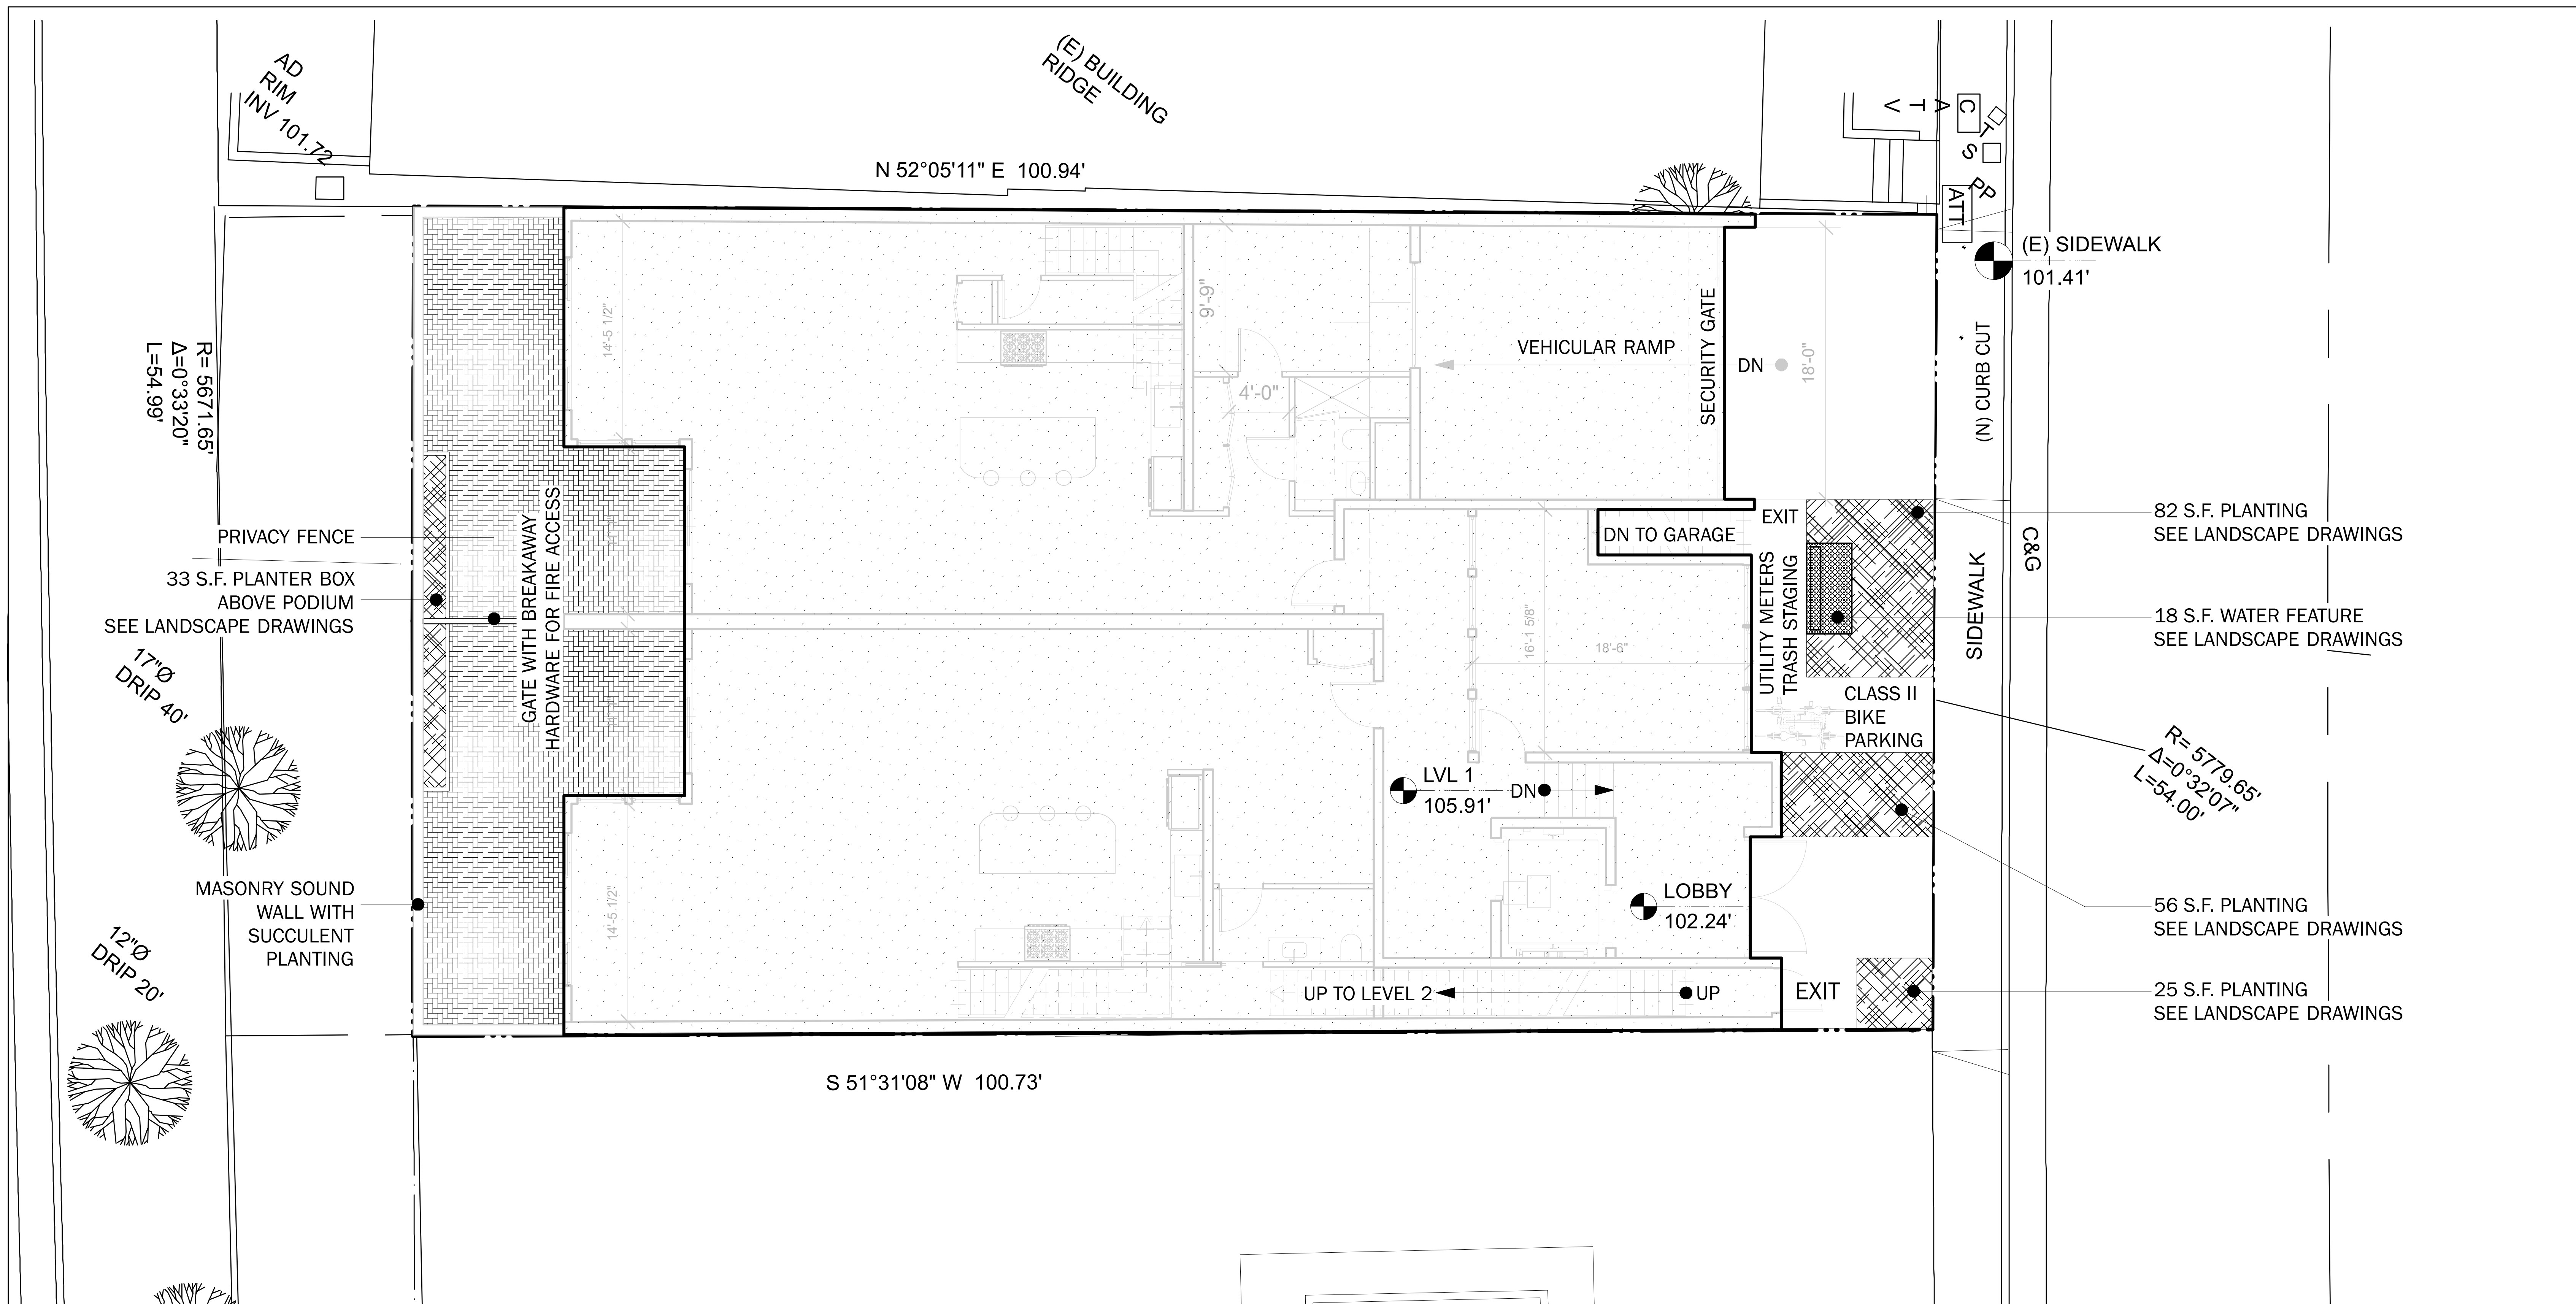 AD
RIM
INV 101.72
(E) BUILDING
RIDGE
N 52°05'11" E 100.94'
CATV
TS
PP
ATT
(E) SIDEWALK
101.41'
(N) CURB CUT
R= 5671.65'
Δ=0°33'20"
L=54.99'
14'-5 1/2"
9'-9"
4'-0"
VEHICULAR RAMP
SECURITY GATE
DN
18'-0"
PRIVACY FENCE
33 S.F. PLANTER BOX
ABOVE PODIUM
SEE LANDSCAPE DRAWINGS
GATE WITH BREAKAWAY
HARDWARE FOR FIRE ACCESS
DN TO GARAGE
EXIT
UTILITY METERS
TRASH STAGING
16'-1 5/8"
18'-6"
SIDEWALK
C&G
82 S.F. PLANTING
SEE LANDSCAPE DRAWINGS
18 S.F. WATER FEATURE
SEE LANDSCAPE DRAWINGS
CLASS II
BIKE
PARKING
R= 5779.65'
Δ=0°32'07"
L=54.00'
17"Ø
DRIP 40'
LVL 1
105.91'
DN
LOBBY
102.24'
MASONRY SOUND
WALL WITH
SUCCULENT
PLANTING
14'-5 1/2"
12"Ø
DRIP 20'
UP TO LEVEL 2
UP
EXIT
56 S.F. PLANTING
SEE LANDSCAPE DRAWINGS
25 S.F. PLANTING
SEE LANDSCAPE DRAWINGS
S 51°31'08" W 100.73'